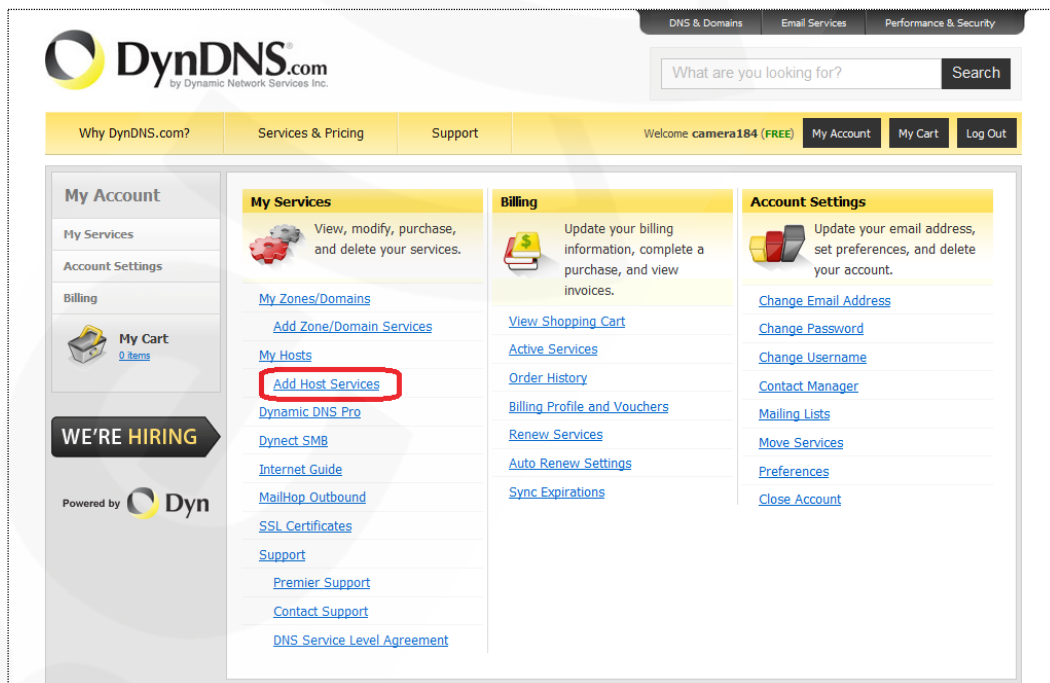 DNS & Domains Email Services Performance & Security
DynDNS.com
by Dynamic Network Services Inc.
What are you looking for? Search
Why DynDNS.com? Services & Pricing Support Welcome camera184 (FREE) My Account My Cart Log Out
My Account
My Services
Account Settings
Billing
My Cart
0 items
WE'RE HIRING
Powered by Dyn
My Services
View, modify, purchase,
and delete your services.
My Zones/Domains
Add Zone/Domain Services
My Hosts
Add Host Services
Dynamic DNS Pro
Dynect SMB
Internet Guide
MailHop Outbound
SSL Certificates
Support
Premier Support
Contact Support
DNS Service Level Agreement
Billing
Update your billing
information, complete a
purchase, and view
invoices.
View Shopping Cart
Active Services
Order History
Billing Profile and Vouchers
Renew Services
Auto Renew Settings
Sync Expirations
Account Settings
Update your email address,
set preferences, and delete
your account.
Change Email Address
Change Password
Change Username
Contact Manager
Mailing Lists
Move Services
Preferences
Close Account